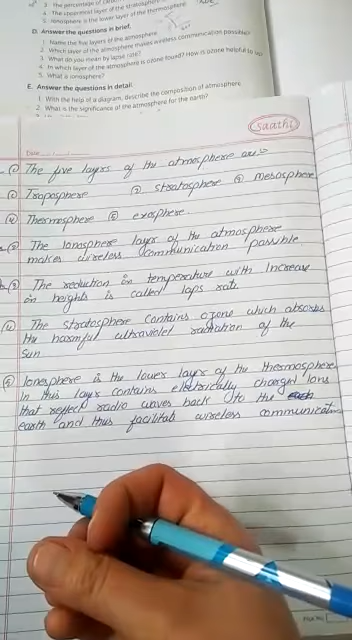 3. The percentage of
4. The uppermost layer of the stratosphere
5. Ionosphere is the lower layer of the thermosphere
D. Answer the questions in brief.
1. Name the five layers of the atmosphere
2. Which layer of the atmosphere makes wireless communication possible?
3. What do you mean by lapse rate?
4. In which layer of the atmosphere is ozone found? How is ozone helpful to us
5. What is ionosphere?
E. Answer the questions in detail.
1. With the help of a diagram, describe the composition of atmosphere
2. What is the significance of the atmosphere for the earth?
Saathi
Date
① The five layers of the atmosphere are :-
① Troposphere ② stratosphere ③ mesosphere
④ Thermosphere ⑤ exosphere.
② The Ionosphere layer of the atmosphere
makes wireless communication possible
③ The reduction in temperature with Increase
in heights is called laps rate
④ The stratosphere contains ozone which absorbs
the harmful ultraviolet radiation of the
sun
⑤ Ionesphere is the lower layer of the thermosphere
In this layer contains electrically charged ions
that reflect radio waves back to the
earth and thus facilitate wireless communication